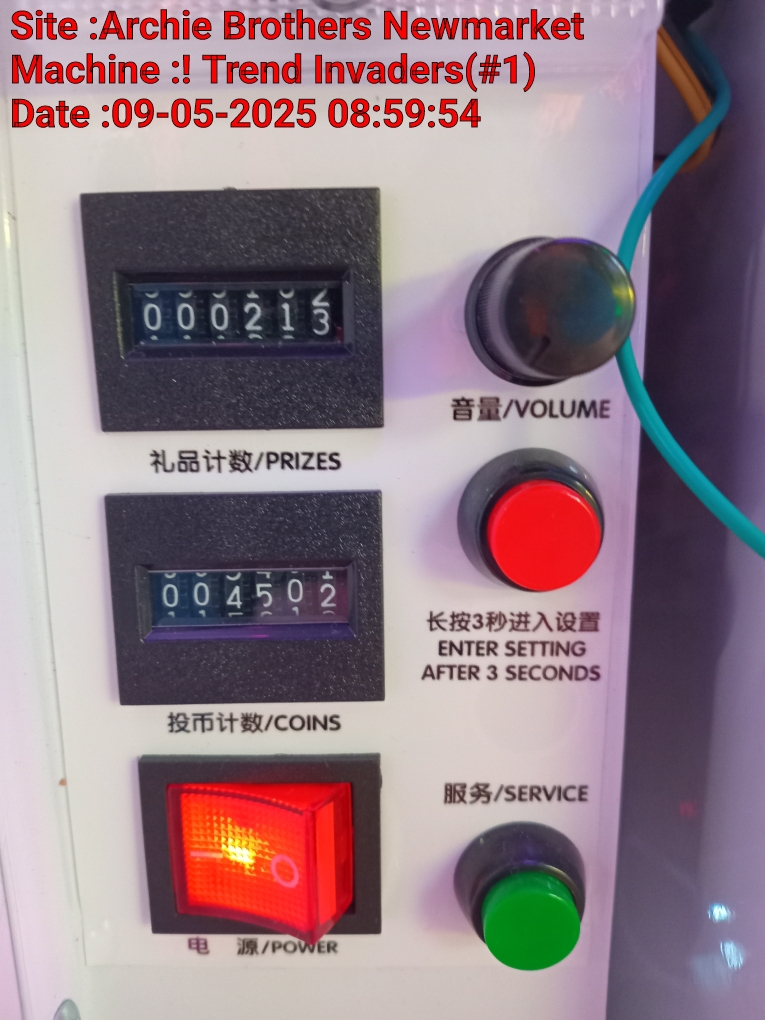 Site :Archie Brothers Newmarket
Machine :! Trend Invaders(#1)
Date :09-05-2025 08:59:54
000213
礼品计数/PRIZES
音量/VOLUME
004502
投币计数/COINS
长按3秒进入设置
ENTER SETTING
AFTER 3 SECONDS
服务/SERVICE
电 源/POWER